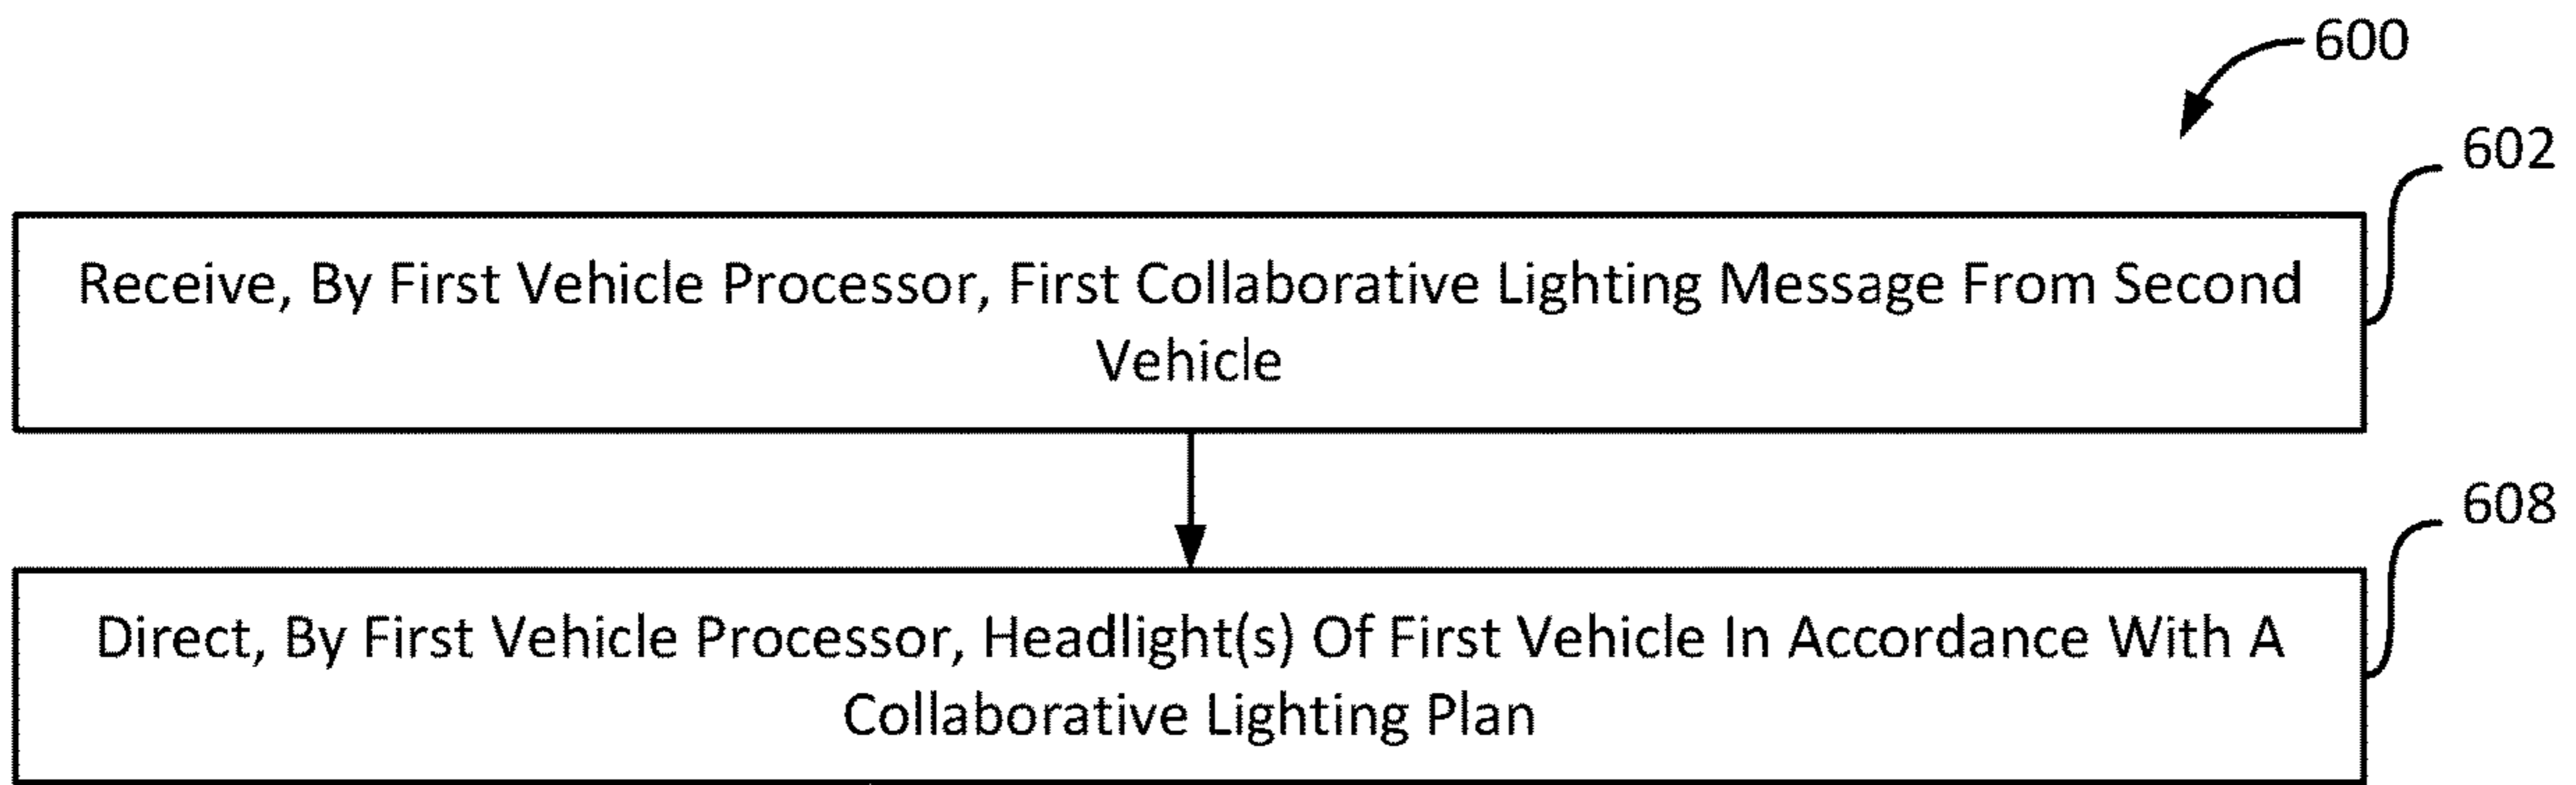 600
602
Receive, By First Vehicle Processor, First Collaborative Lighting Message From Second
Vehicle
608
Direct, By First Vehicle Processor, Headlight(s) Of First Vehicle In Accordance With A
Collaborative Lighting Plan